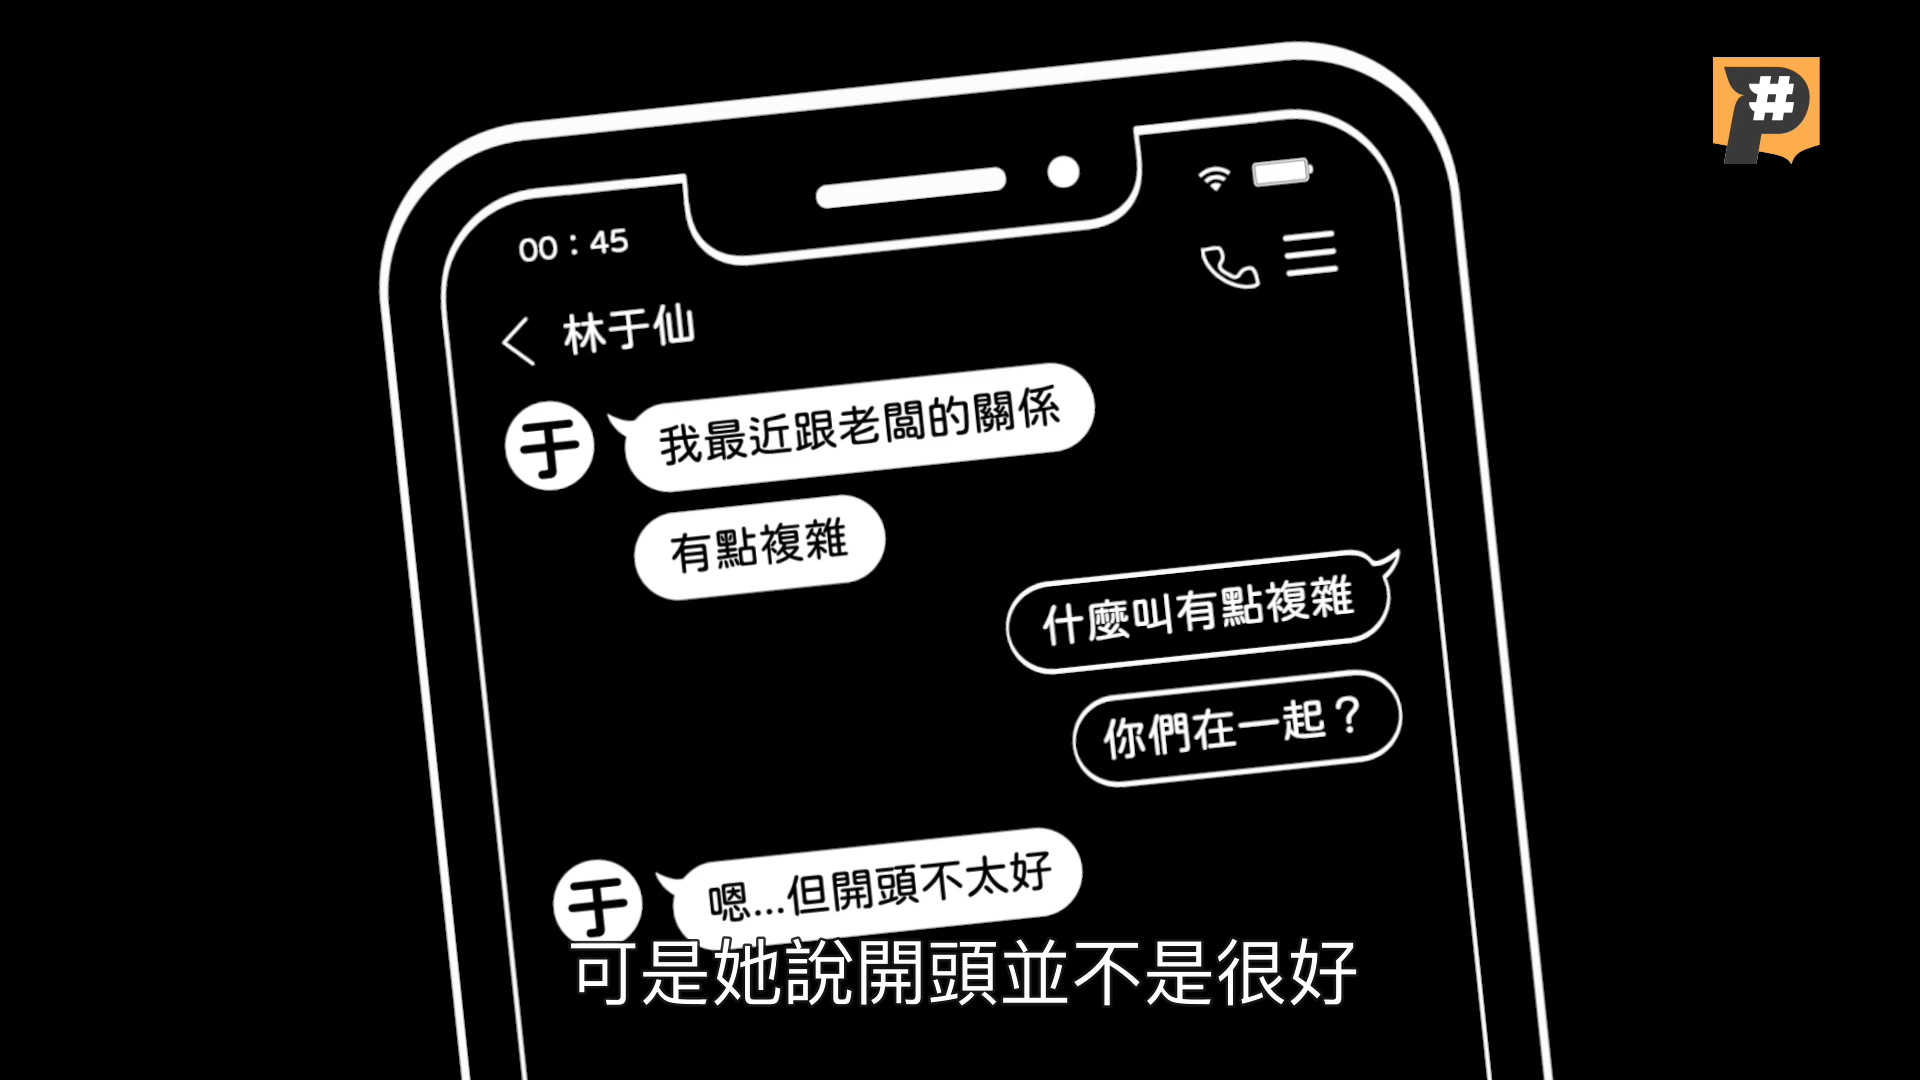 00：45
林于仙
于
我最近跟老闆的關係
有點複雜
什麼叫有點複雜
你們在一起？
于
嗯...但開頭不太好
可是她說開頭並不是很好
P#